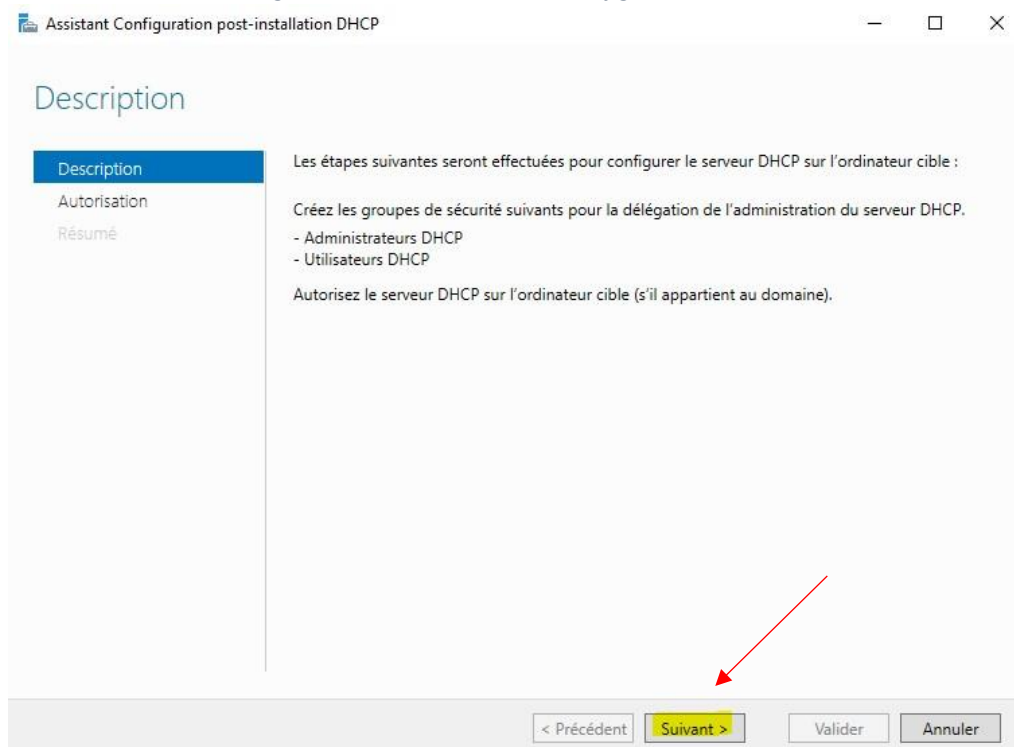 Assistant Configuration post-installation DHCP
Description
Description
Autorisation
Résumé
Les étapes suivantes seront effectuées pour configurer le serveur DHCP sur l'ordinateur cible :
Créez les groupes de sécurité suivants pour la délégation de l'administration du serveur DHCP.
- Administrateurs DHCP
- Utilisateurs DHCP
Autorisez le serveur DHCP sur l'ordinateur cible (s'il appartient au domaine).
< Précédent Suivant > Valider Annuler